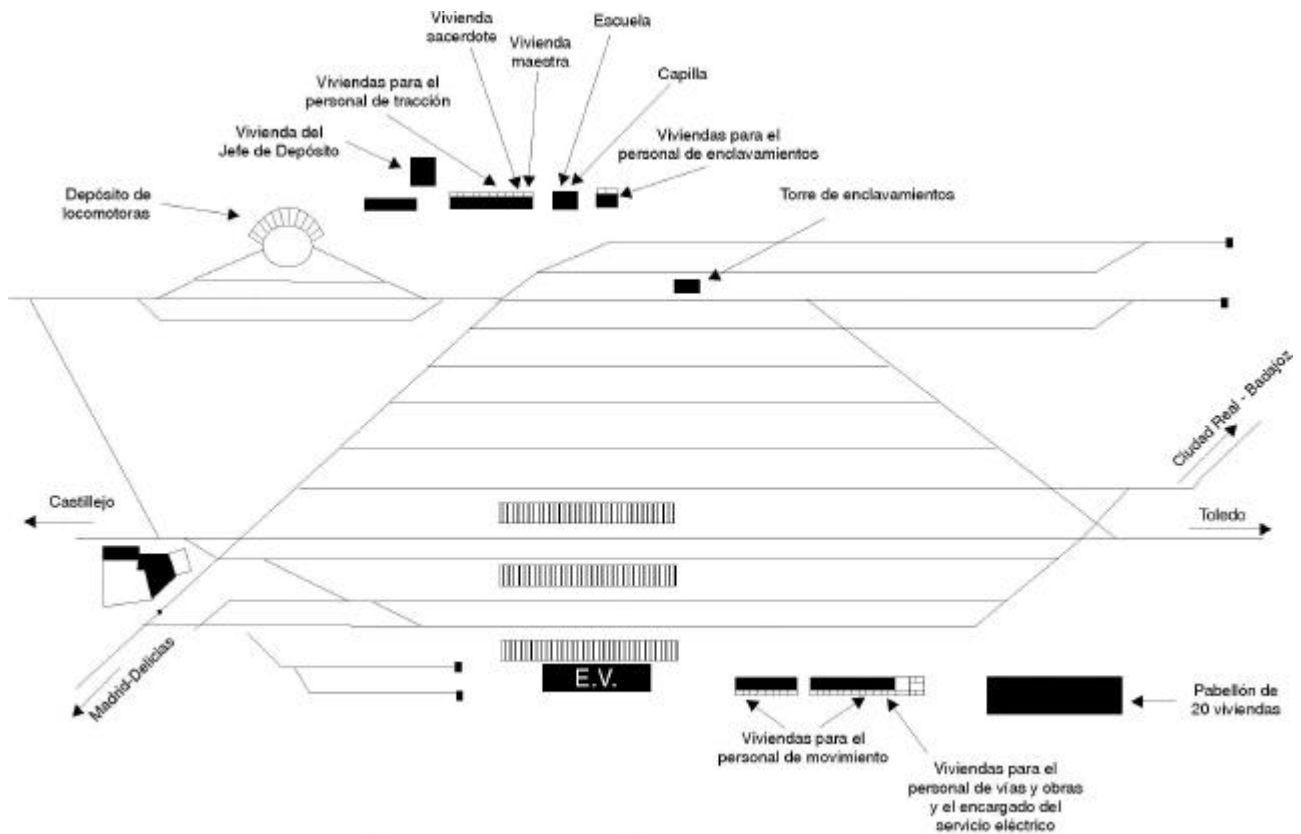 Vivienda
sacerdote
Vivienda
maestra
Escuela
Capilla
Viviendas para el
personal de tracción
Vivienda del
Jefe de Depósito
Viviendas para el
personal de enclavamientos
Depósito de
locomotoras
Torre de enclavamientos
Ciudad Real - Badajoz
Castillejo
Toledo
Madrid-Delicias
E.V.
Pabellón de
20 viviendas
Viviendas para el
personal de movimiento
Viviendas para el
personal de vías y obras
y el encargado del
servicio eléctrico